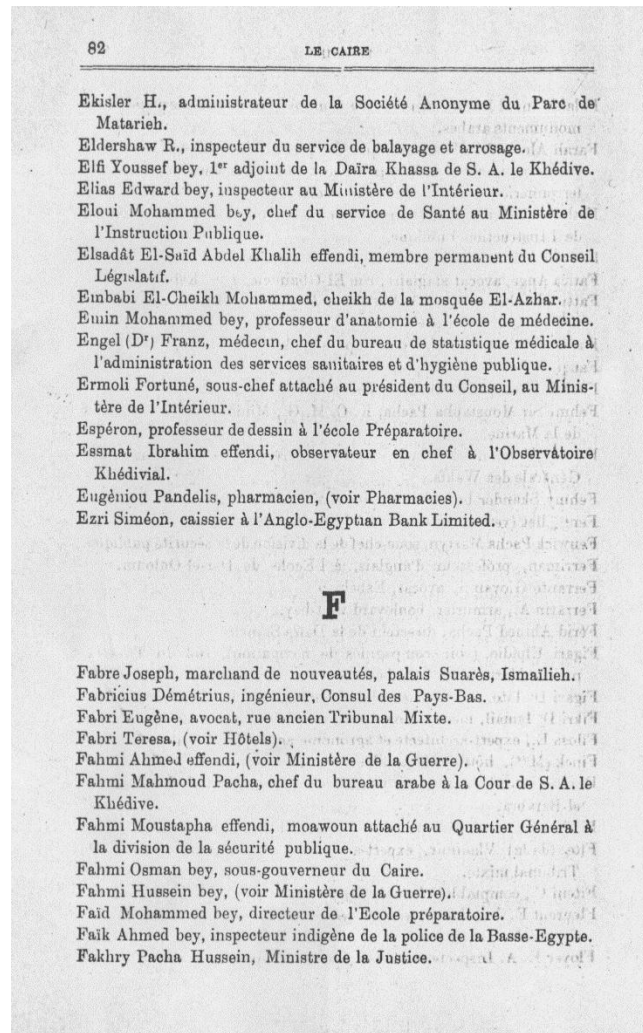 82
LE CAIRE
Ekisler H., administrateur de la Société Anonyme du Parc de
Matarieh.
Eldershaw R., inspecteur du service de balayage et arrosage.
Elfi Youssef bey, 1er adjoint de la Daïra Khassa de S. A. le Khédive.
Elias Edward bey, inspecteur au Ministère de l'Intérieur.
Eloui Mohammed bey, chef du service de Santé au Ministère de
l'Instruction Publique.
Elsadât El-Saïd Abdel Khalih effendi, membre permanent du Conseil
Législatif.
Embabi El-Cheikh Mohammed, cheikh de la mosquée El-Azhar.
Emin Mohammed bey, professeur d'anatomie à l'école de médecine.
Engel (Dr) Franz, médecin, chef du bureau de statistique médicale à
l'administration des services sanitaires et d'hygiène publique.
Ermoli Fortuné, sous-chef attaché au président du Conseil, au Minis-
tère de l'Intérieur.
Espéron, professeur de dessin à l'école Préparatoire.
Essmat Ibrahim effendi, observateur en chef à l'Observatoire
Khédivial.
Eugèniou Pandelis, pharmacien, (voir Pharmacies).
Ezri Siméon, caissier à l'Anglo-Egyptian Bank Limited.
F
Fabre Joseph, marchand de nouveautés, palais Suarès, Ismaïlieh.
Fabricius Démétrius, ingénieur, Consul des Pays-Bas.
Fabri Eugène, avocat, rue ancien Tribunal Mixte.
Fabri Teresa, (voir Hôtels).
Fahmi Ahmed effendi, (voir Ministère de la Guerre).
Fahmi Mahmoud Pacha, chef du bureau arabe à la Cour de S. A. le
Khédive.
Fahmi Moustapha effendi, moawoun attaché au Quartier Général à
la division de la sécurité publique.
Fahmi Osman bey, sous-gouverneur du Caire.
Fahmi Hussein bey, (voir Ministère de la Guerre).
Faïd Mohammed bey, directeur de l'Ecole préparatoire.
Faïk Ahmed bey, inspecteur indigène de la police de la Basse-Egypte.
Fakhry Pacha Hussein, Ministre de la Justice.